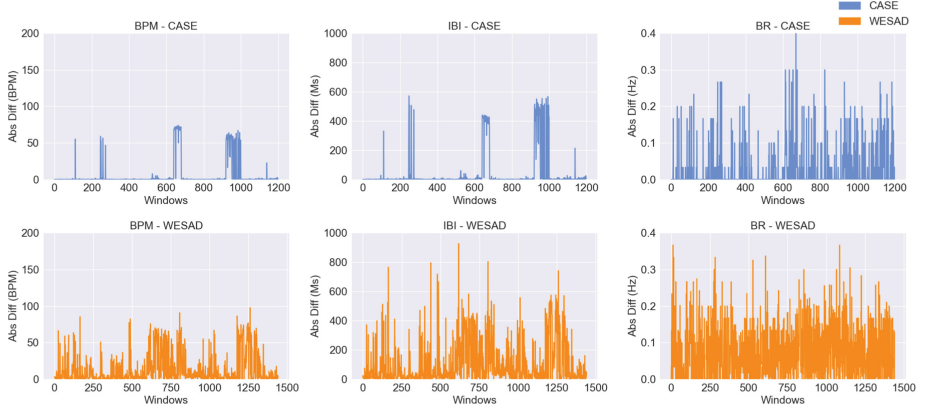 CASE
WESAD
BPM - CASE
200
150
100
50
0
Abs Diff (BPM)
0 200 400 600 800 1000 1200
Windows
IBI - CASE
1000
800
600
400
200
0
Abs Diff (Ms)
0 200 400 600 800 1000 1200
Windows
BR - CASE
0.4
0.3
0.2
0.1
0.0
Abs Diff (Hz)
0 200 400 600 800 1000 1200
Windows
BPM - WESAD
200
150
100
50
0
Abs Diff (BPM)
0 250 500 750 1000 1250 1500
Windows
IBI - WESAD
1000
800
600
400
200
0
Abs Diff (Ms)
0 250 500 750 1000 1250 1500
Windows
BR - WESAD
0.4
0.3
0.2
0.1
0.0
Abs Diff (Hz)
0 250 500 750 1000 1250 1500
Windows